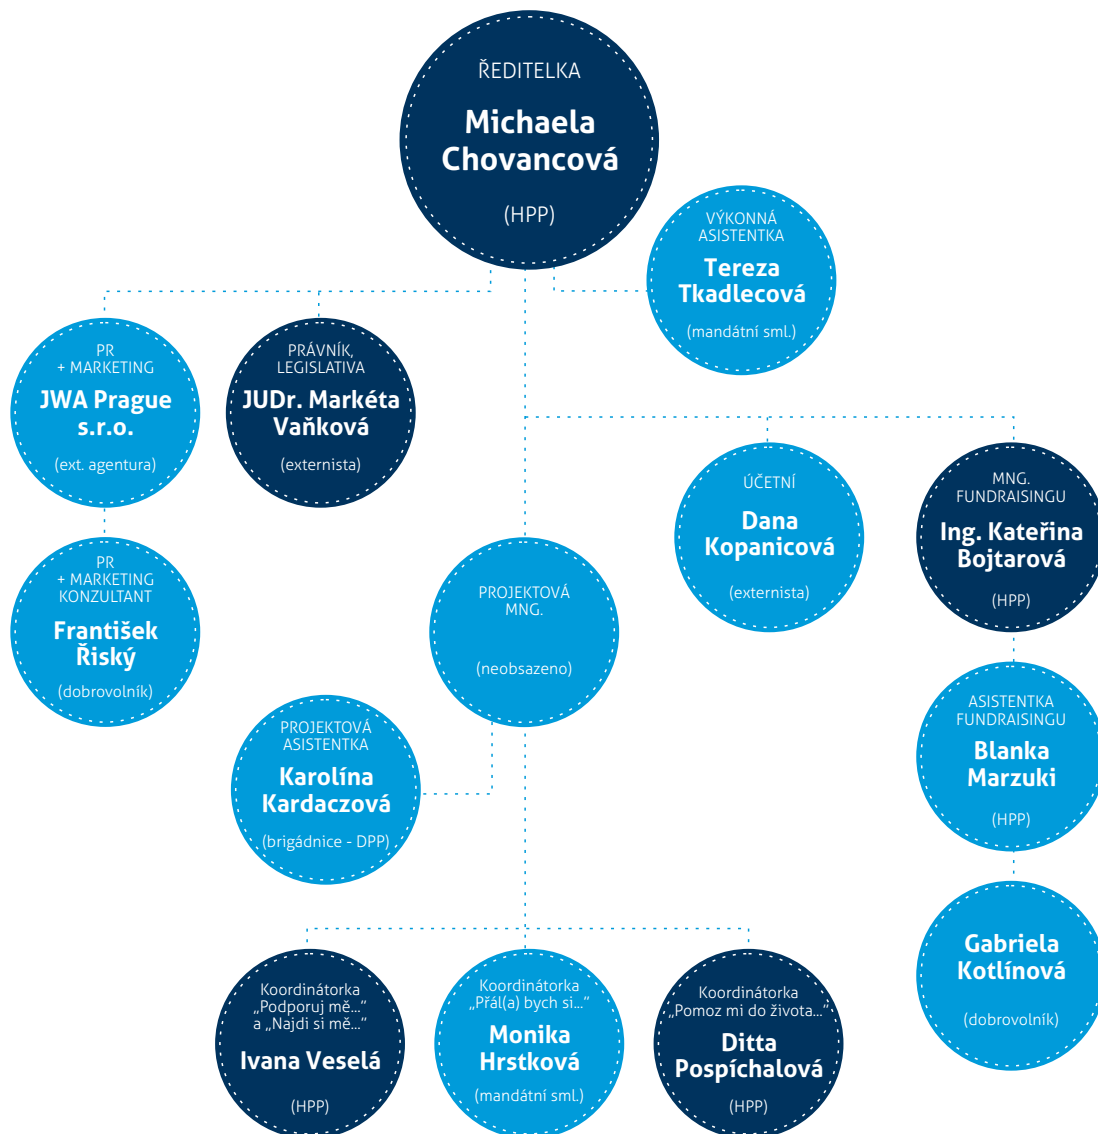 ŘEDITELKA
Michaela
Chovancová
(HPP)
VÝKONNÁ
ASISTENTKA
Tereza
Tkadlecová
(mandátní sml.)
PR
+ MARKETING
JWA Prague
s.r.o.
(ext. agentura)
PRÁVNÍK,
LEGISLATIVA
JUDr. Markéta
Vaňková
(externista)
ÚČETNÍ
Dana
Kopanicová
(externista)
MNG.
FUNDRAISINGU
Ing. Kateřina
Bojtarová
(HPP)
PR
+ MARKETING
KONZULTANT
František
Řiský
(dobrovolník)
PROJEKTOVÁ
MNG.
(neobsazeno)
PROJEKTOVÁ
ASISTENTKA
Karolína
Kardaczová
(brigádnice - DPP)
ASISTENTKA
FUNDRAISINGU
Blanka
Marzuki
(HPP)
Gabriela
Kotlínová
(dobrovolník)
Koordinátorka
„Podporuj mě...”
a „Najdi si mě...”
Ivana Veselá
(HPP)
Koordinátorka
„Přál(a) bych si...“
Monika
Hrstková
(mandátní sml.)
Koordinátorka
„Pomoz mi do života...”
Ditta
Pospíchalová
(HPP)